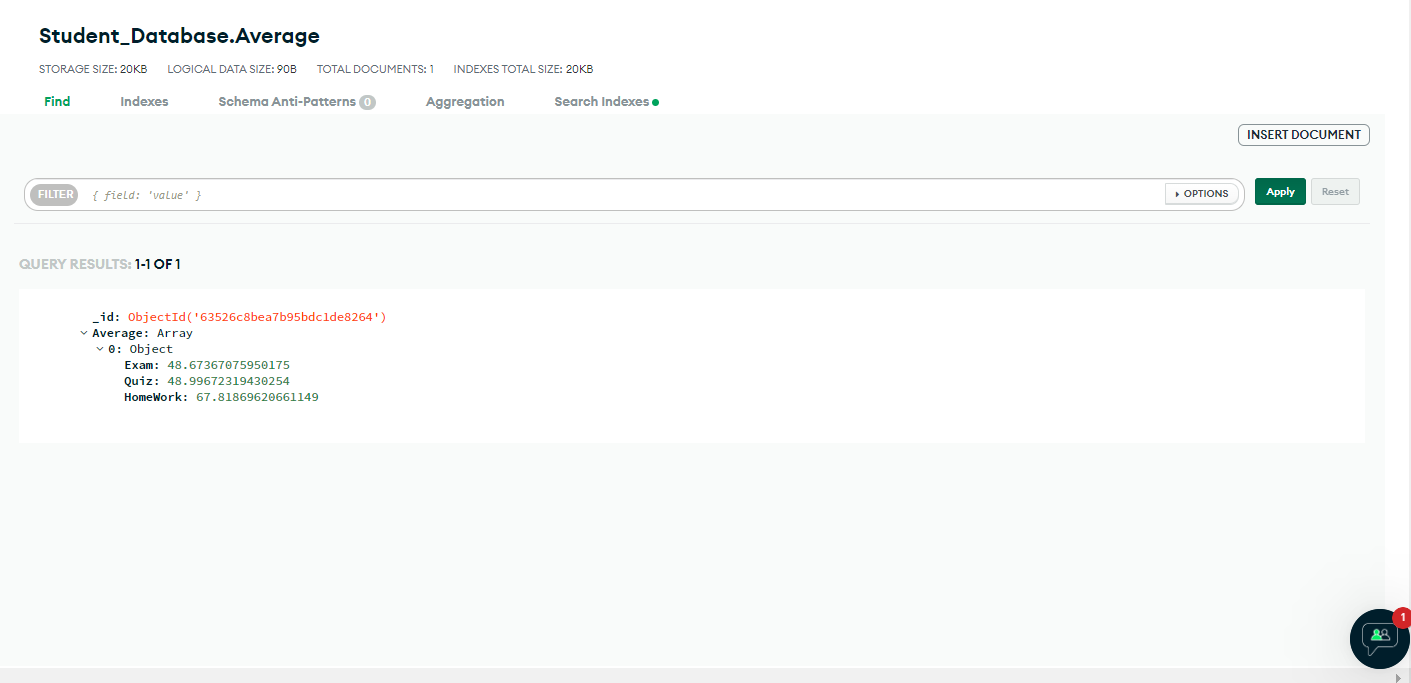 Student_Database.Average
STORAGE SIZE: 20KB LOGICAL DATA SIZE: 90B TOTAL DOCUMENTS: 1 INDEXES TOTAL SIZE: 20KB
Find Indexes Schema Anti-Patterns 0 Aggregation Search Indexes
INSERT DOCUMENT
FILTER { field: 'value' } OPTIONS Apply Reset
QUERY RESULTS: 1-1 OF 1
_id: ObjectId('63526c8bea7b95bdc1de8264')
Average: Array
0: Object
Exam: 48.67367075950175
Quiz: 48.99672319430254
HomeWork: 67.81869620661149
1